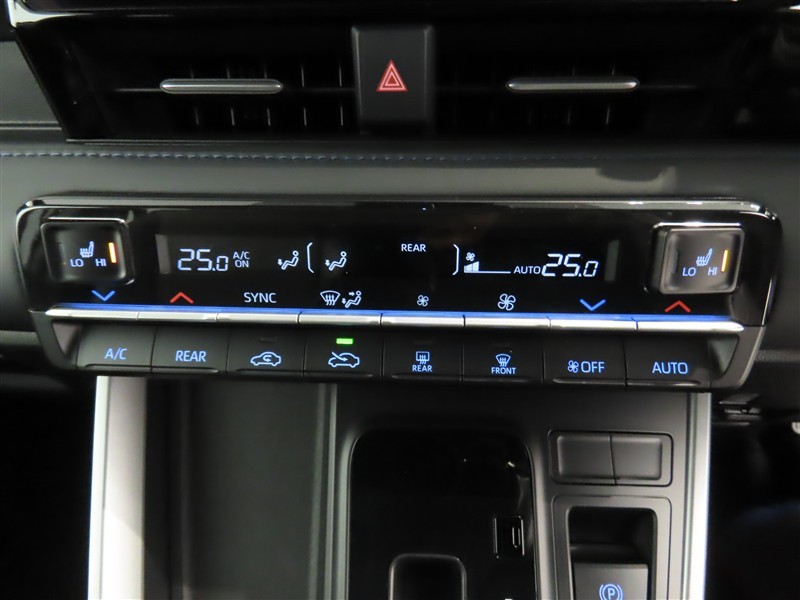 LO HI
25.0 A/C
ON
REAR
AUTO 25.0
LO HI
SYNC
A/C
REAR
REAR
FRONT
OFF
AUTO
P